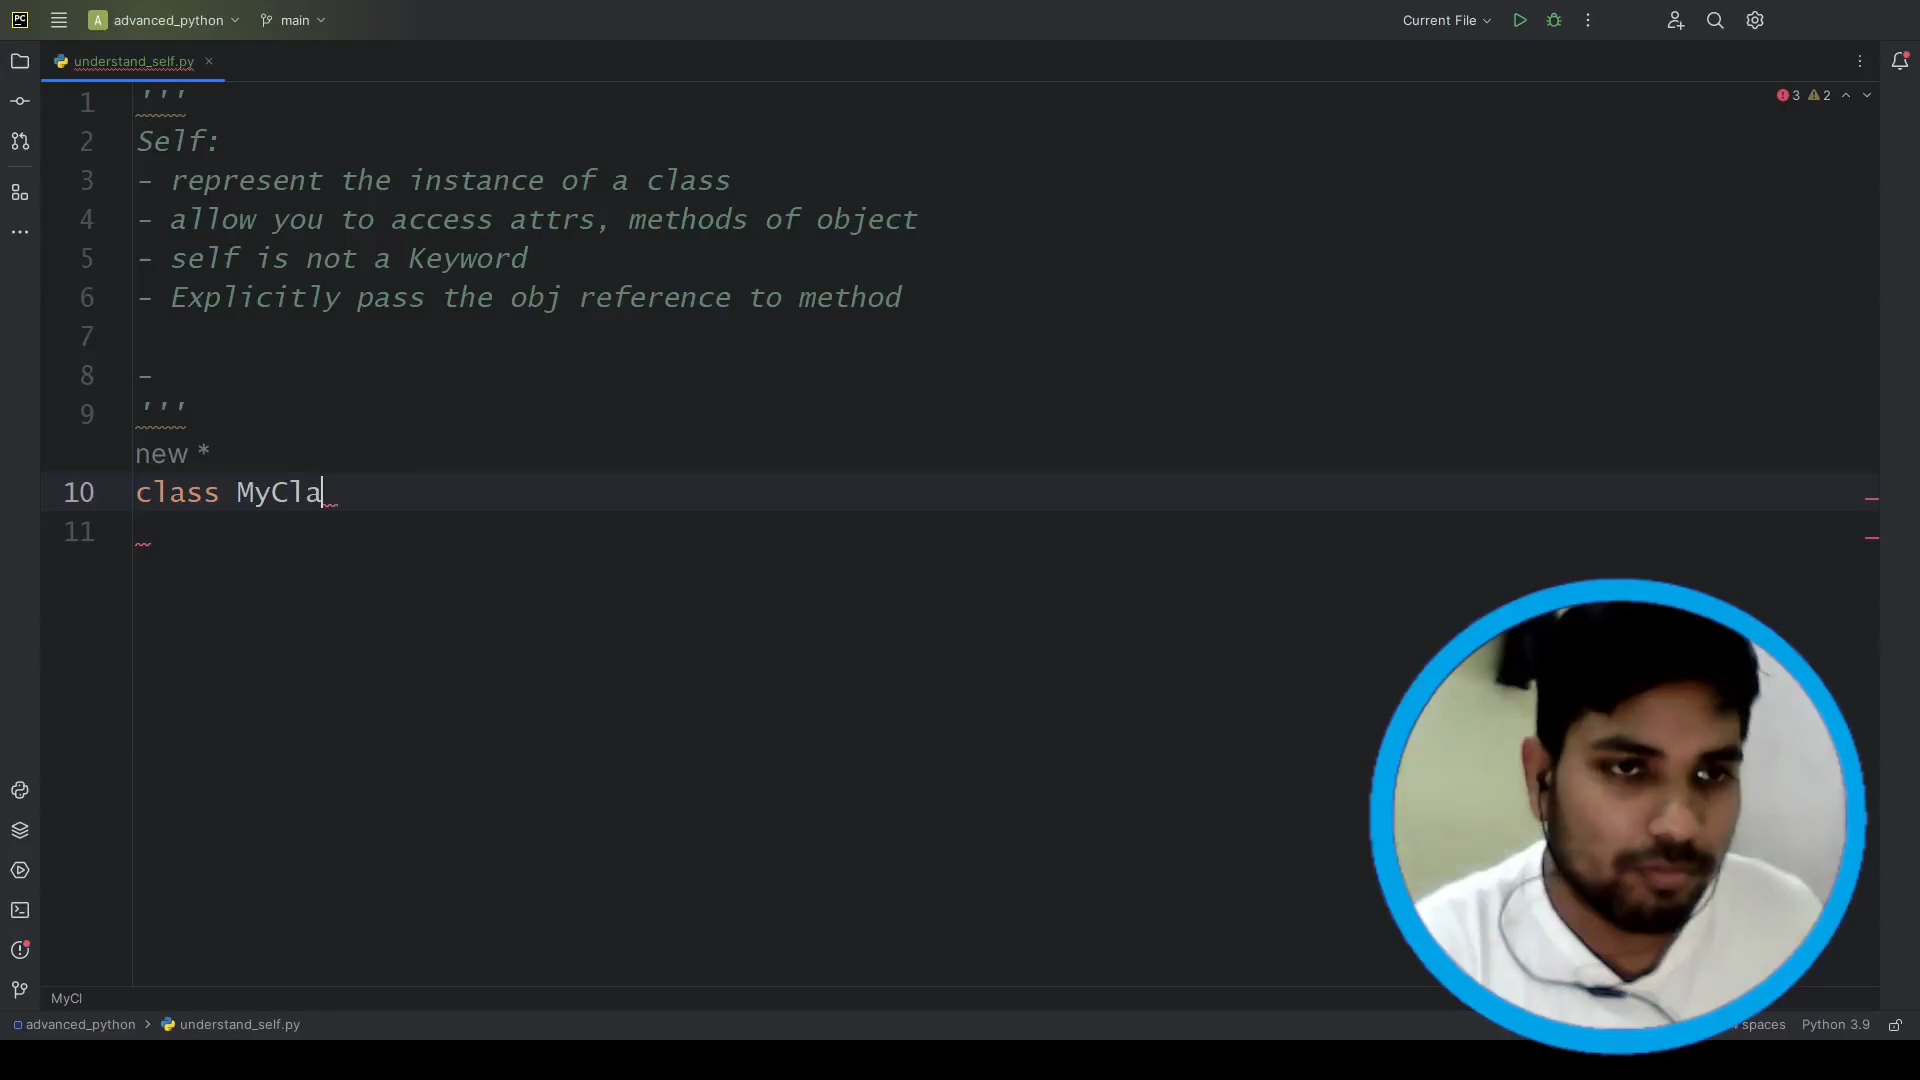 PC
A advanced_python
main
Current File
understand_self.py
3 2
1 '''
2 Self:
3 - represent the instance of a class
4 - allow you to access attrs, methods of object
5 - self is not a Keyword
6 - Explicitly pass the obj reference to method
7
8 -
9 '''
new *
10 class MyCla
11
MyCl
advanced_python > understand_self.py
spaces Python 3.9